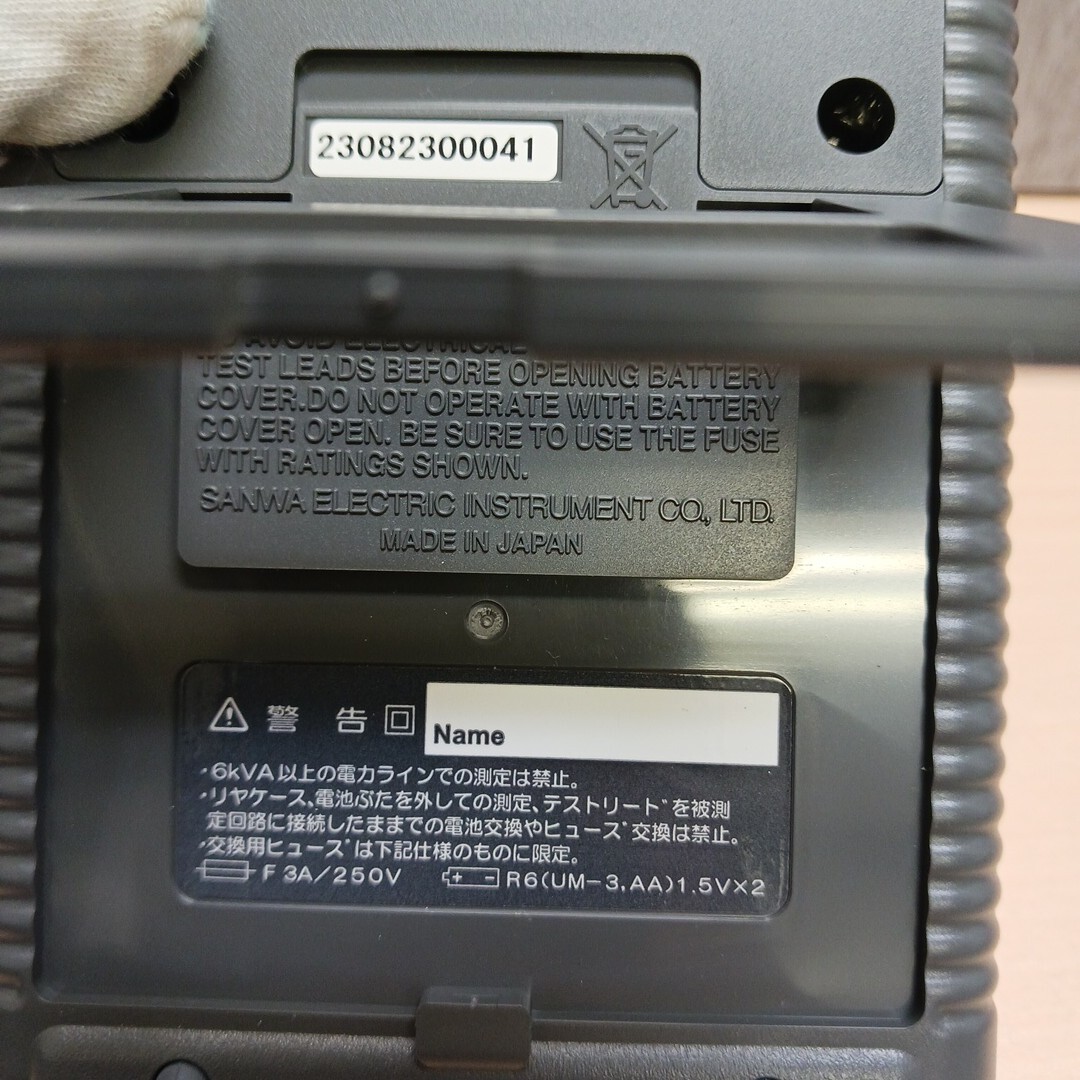 23082300041
AVOID ELECTRICAL
TEST LEADS BEFORE OPENING BATTERY
COVER.DO NOT OPERATE WITH BATTERY
COVER OPEN. BE SURE TO USE THE FUSE
WITH RATINGS SHOWN.
SANWA ELECTRIC INSTRUMENT CO., LTD.
MADE IN JAPAN
警 告
Name
・6kVA以上の電力ラインでの測定は禁止。
・リヤケース、電池ぶたを外しての測定、テストリードを被測
定回路に接続したままでの電池交換やヒューズ交換は禁止。
・交換用ヒューズは下記仕様のものに限定。
F 3A/250V
R6(UM-3,AA)1.5V×2